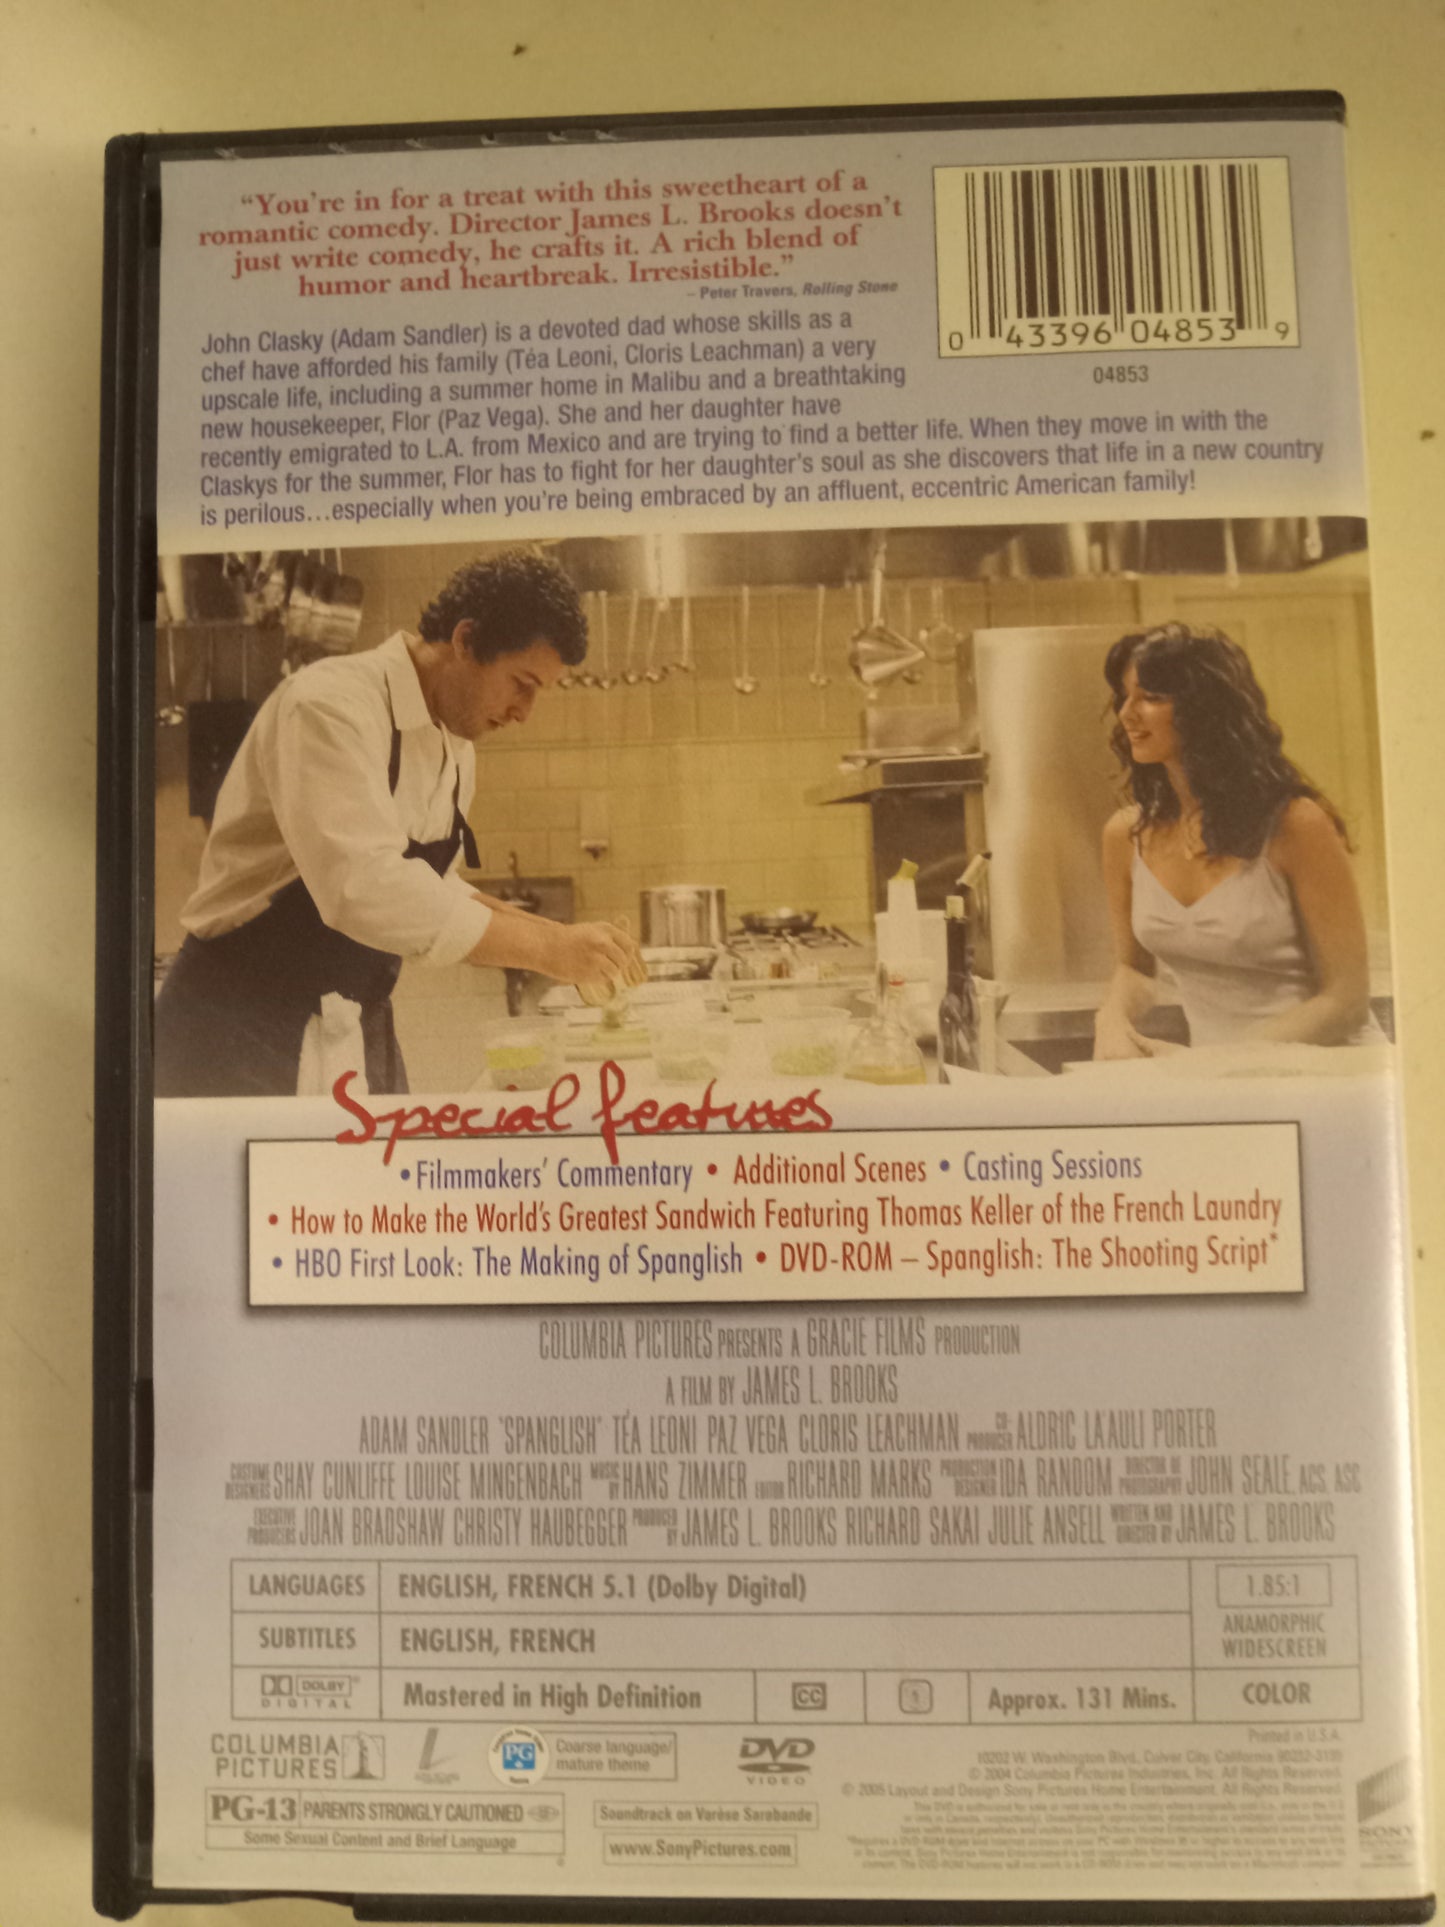 “You’re in for a treat with this sweetheart of a
romantic comedy. Director James L. Brooks doesn’t
just write comedy, he crafts it. A rich blend of
humor and heartbreak. Irresistible.”
– Peter Travers, Rolling Stone
0 43396 04853 9
04853
John Clasky (Adam Sandler) is a devoted dad whose skills as a
chef have afforded his family (Téa Leoni, Cloris Leachman) a very
upscale life, including a summer home in Malibu and a breathtaking
new housekeeper, Flor (Paz Vega). She and her daughter have
recently emigrated to L.A. from Mexico and are trying to find a better life. When they move in with the
Claskys for the summer, Flor has to fight for her daughter’s soul as she discovers that life in a new country
is perilous...especially when you’re being embraced by an affluent, eccentric American family!
Special features
• Filmmakers’ Commentary • Additional Scenes • Casting Sessions
• How to Make the World’s Greatest Sandwich Featuring Thomas Keller of the French Laundry
• HBO First Look: The Making of Spanglish • DVD-ROM – Spanglish: The Shooting Script*
COLUMBIA PICTURES PRESENTS A GRACIE FILMS PRODUCTION
A FILM BY JAMES L. BROOKS
ADAM SANDLER "SPANGLISH" TÉA LEONI PAZ VEGA CLORIS LEACHMAN CO-PRODUCER ALDRIC LA'AULI PORTER
COSTUME DESIGNERS SHAY CUNLIFFE LOUISE MINGENBACH MUSIC BY HANS ZIMMER EDITOR RICHARD MARKS PRODUCTION DESIGNER IDA RANDOM DIRECTOR OF PHOTOGRAPHY JOHN SEALE, ACS, ASC
EXECUTIVE PRODUCERS JOAN BRADSHAW CHRISTY HAUBEGGER PRODUCED BY JAMES L. BROOKS RICHARD SAKAI JULIE ANSELL WRITTEN AND DIRECTED BY JAMES L. BROOKS
LANGUAGES ENGLISH, FRENCH 5.1 (Dolby Digital)
1.85:1
SUBTITLES ENGLISH, FRENCH
ANAMORPHIC
WIDESCREEN
DOLBY
DIGITAL
Mastered in High Definition CC Approx. 131 Mins. COLOR
COLUMBIA
PICTURES
PG
Coarse language/
mature theme
DVD
VIDEO
Printed in U.S.A.
10202 W. Washington Blvd., Culver City, California 90232-3195
© 2004 Columbia Pictures Industries, Inc. All Rights Reserved.
© 2005 Layout and Design Sony Pictures Home Entertainment. All Rights Reserved.
PG-13 PARENTS STRONGLY CAUTIONED
Some Sexual Content and Brief Language
Soundtrack on Varèse Sarabande
www.SonyPictures.com
SONY